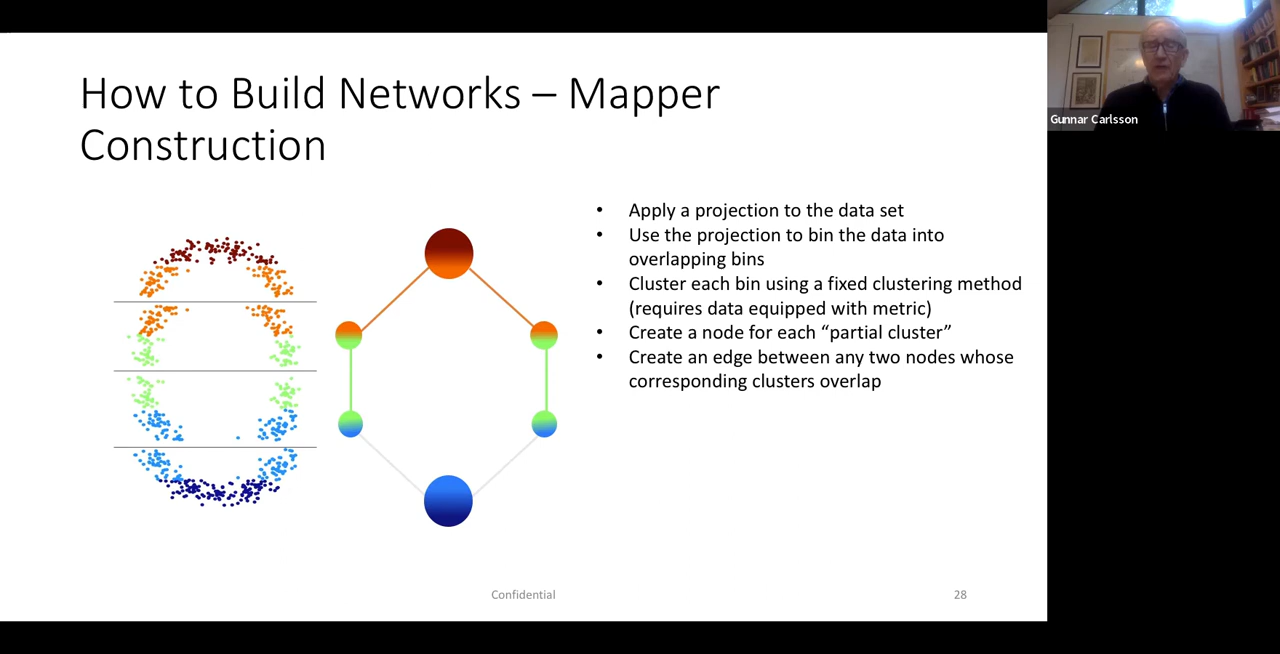 How to Build Networks – Mapper
Construction
• Apply a projection to the data set
• Use the projection to bin the data into
overlapping bins
• Cluster each bin using a fixed clustering method
(requires data equipped with metric)
• Create a node for each “partial cluster”
• Create an edge between any two nodes whose
corresponding clusters overlap
Confidential
28
Gunnar Carlsson